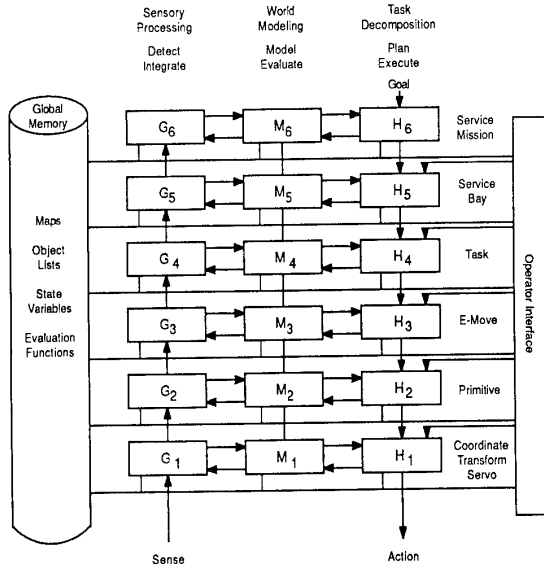 Sensory
Processing
World
Modeling
Task
Decomposition
Detect
Integrate
Model
Evaluate
Plan
Execute
Goal
Global
Memory
Maps
Object
Lists
State
Variables
Evaluation
Functions
G6
M6
H6
Service
Mission
G5
M5
H5
Service
Bay
G4
M4
H4
Task
G3
M3
H3
E-Move
G2
M2
H2
Primitive
G1
M1
H1
Coordinate
Transform
Servo
Operator Interface
Sense
Action